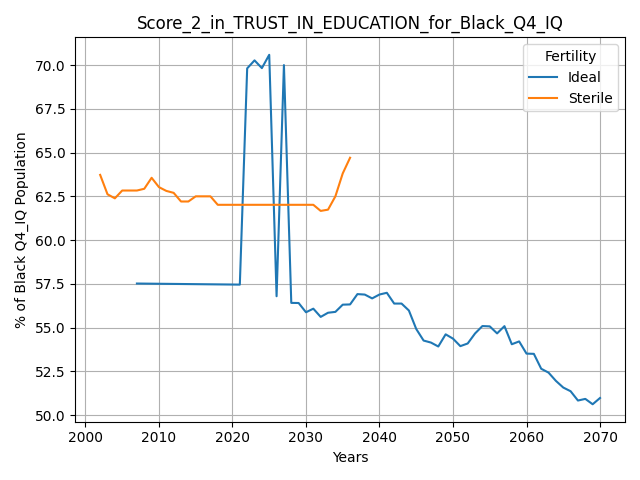 Score_2_in_TRUST_IN_EDUCATION_for_Black_Q4_IQ
% of Black Q4_IQ Population
70.0
67.5
65.0
62.5
60.0
57.5
55.0
52.5
50.0
Fertility
Ideal
Sterile
2000 2010 2020 2030 2040 2050 2060 2070
Years